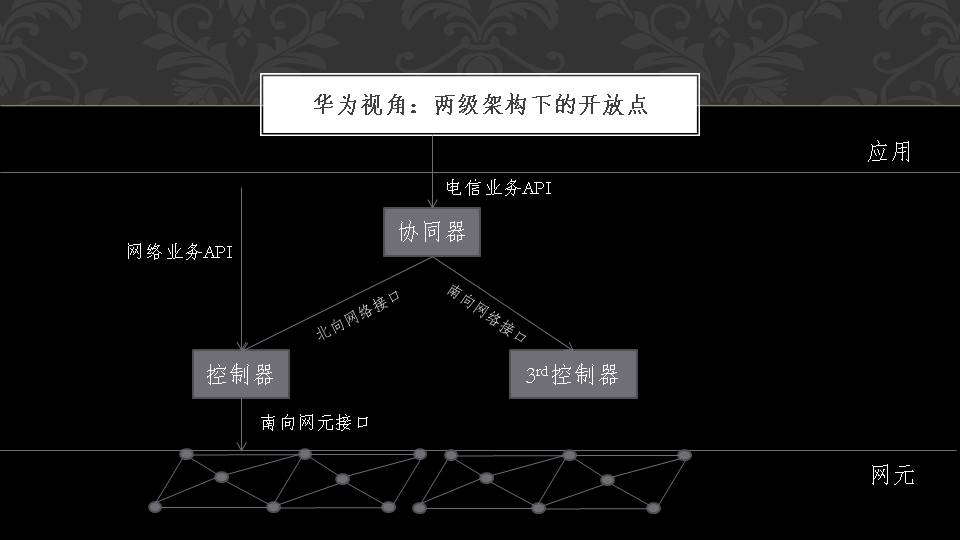 华为视角：两级架构下的开放点
应用
电信业务API
协同器
网络业务API
北向网络接口
南向网络接口
控制器
3rd控制器
南向网元接口
网元